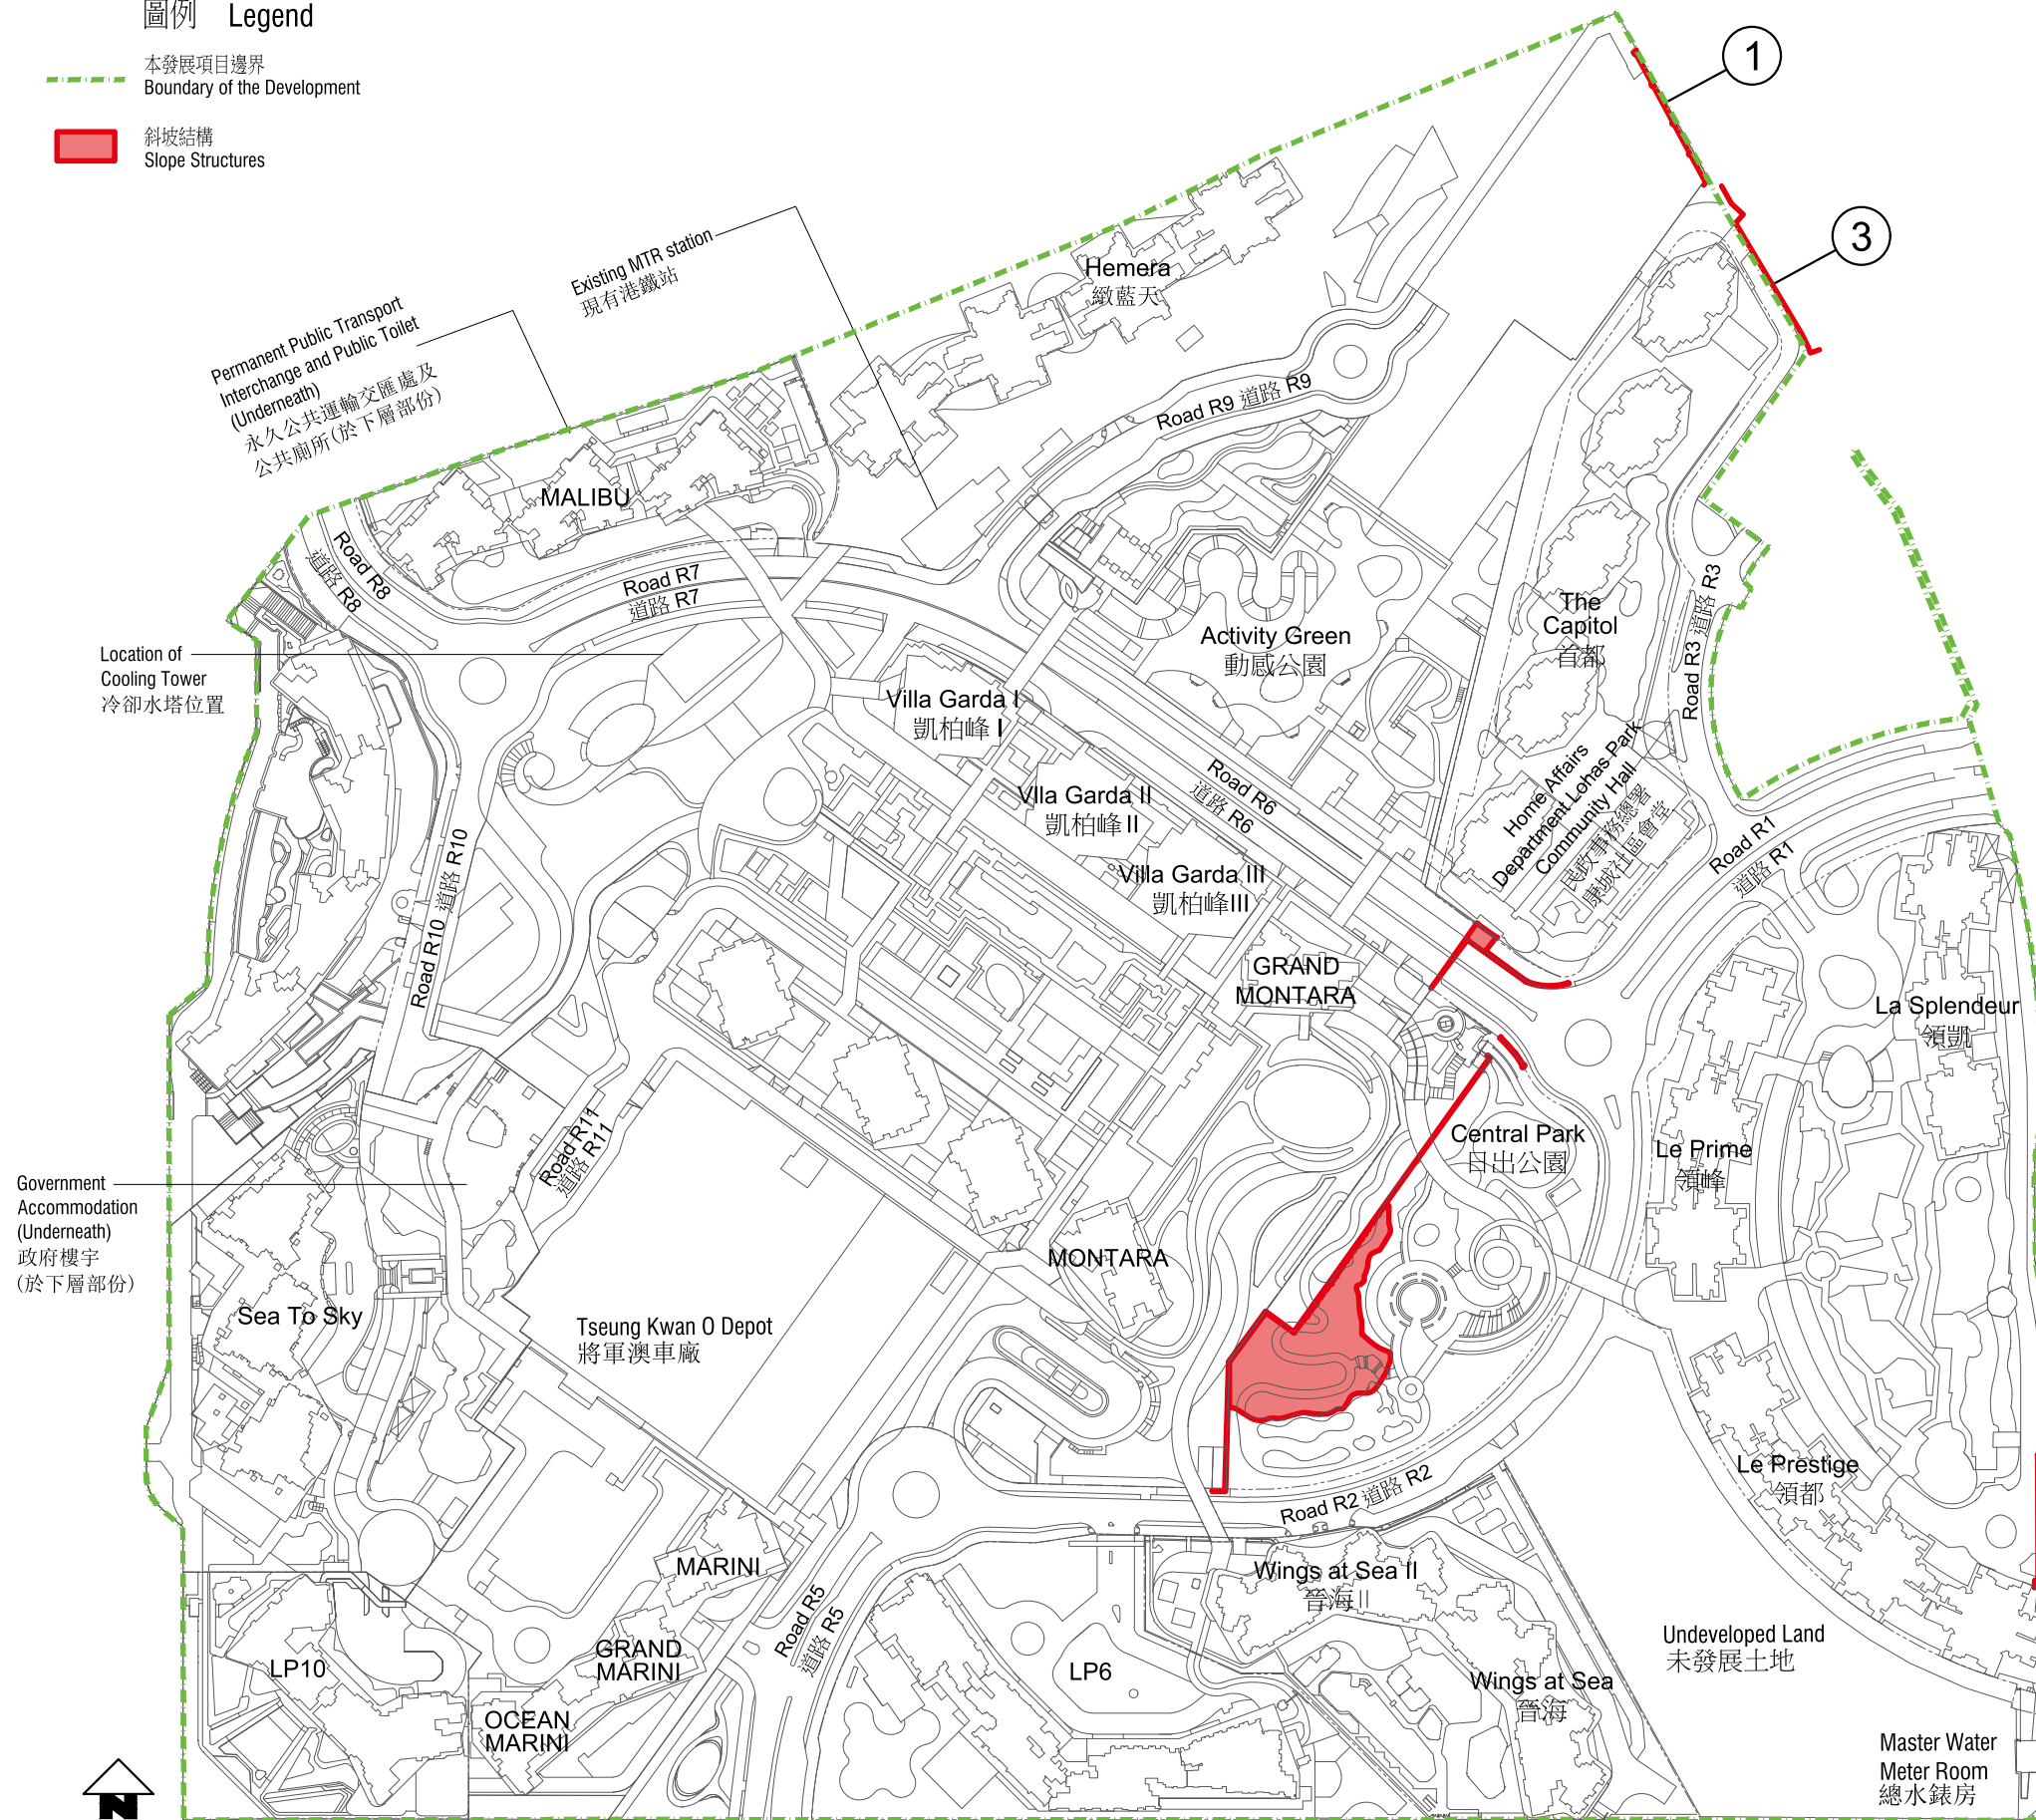 圖例 Legend
本發展項目邊界
Boundary of the Development
斜坡結構
Slope Structures
1
3
Existing MTR station
現有港鐵站
Permanent Public Transport
Interchange and Public Toilet
(Underneath)
永久公共運輸交匯處及
公共廁所(於下層部份)
Hemera
緻藍天
Road R9 道路 R9
MALIBU
Road R8
道路 R8
Road R7
道路 R7
Location of
Cooling Tower
冷卻水塔位置
Activity Green
動感公園
The
Capitol
首都
Road R3 道路 R3
Villa Garda I
凱柏峰 I
Vlla Garda II
凱柏峰 II
Villa Garda III
凱柏峰III
Road R6
道路 R6
Home Affairs
Department Lohas Park
Community Hall
民政事務總署
康城社區會堂
Road R1
道路 R1
Road R10 道路 R10
GRAND
MONTARA
La Splendeur
領凱
Road R11
道路 R11
Central Park
日出公園
Le Prime
領峰
Government
Accommodation
(Underneath)
政府樓宇
(於下層部份)
MONTARA
Sea To Sky
Tseung Kwan O Depot
將軍澳車廠
Le Prestige
領都
Road R2 道路 R2
MARINI
Wings at Sea II
晉海 II
Road R5
道路 R5
GRAND
MARINI
LP10
LP6
Undeveloped Land
未發展土地
Wings at Sea
晉海
OCEAN
MARINI
Master Water
Meter Room
總水錶房
N